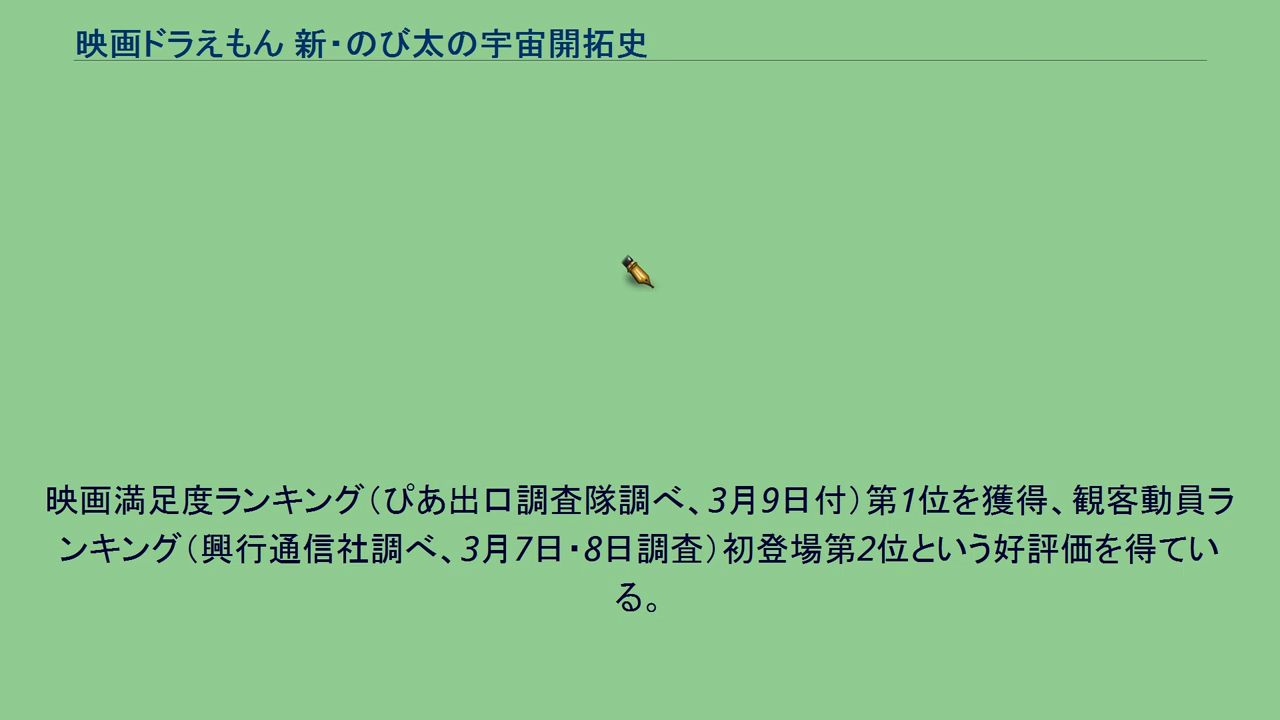 映画ドラえもん 新・のび太の宇宙開拓史
映画満足度ランキング（ぴあ出口調査隊調べ、3月9日付）第1位を獲得、観客動員ラ
ンキング（興行通信社調べ、3月7日・8日調査）初登場第2位という好評価を得てい
る。